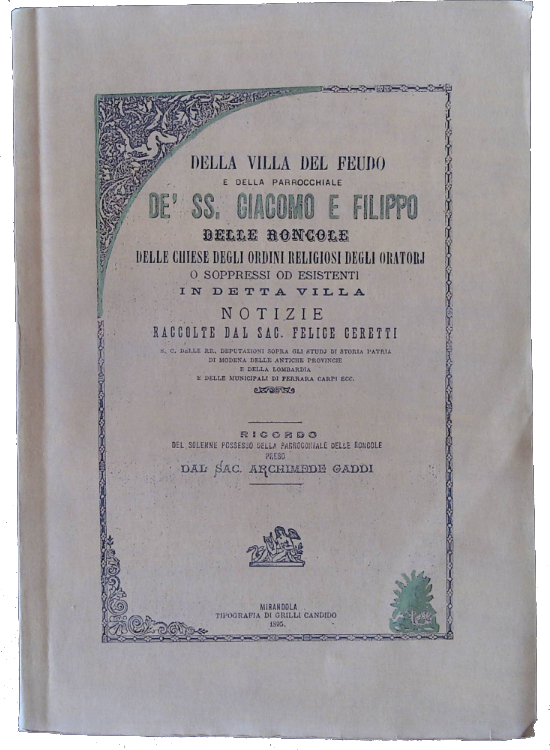 DELLA VILLA DEL FEUDO
E DELLA PARROCCHIALE
DE' SS. GIACOMO E FILIPPO
DELLE RONCOLE
DELLE CHIESE DEGLI ORDINI RELIGIOSI DEGLI ORATORJ
O SOPPRESSI OD ESISTENTI
IN DETTA VILLA
NOTIZIE
RACCOLTE DAL SAC. FELICE CERETTI
S. C. DALLE RR. DEPUTAZIONI SOPRA GLI STUDJ DI STORIA PATRIA
DI MODENA DELLE ANTICHE PROVINCIE
E DELLA LOMBARDIA
E DELLE MUNICIPALI DI FERRARA CARPI ECC.
RICORDO
DEL SOLENNE POSSESSO DELLA PARROCCHIALE DELLE RONCOLE
PRESO
DAL SAC. ARCHIMEDE GADDI
MIRANDOLA
TIPOGRAFIA DI GRILLI CANDIDO
1895.